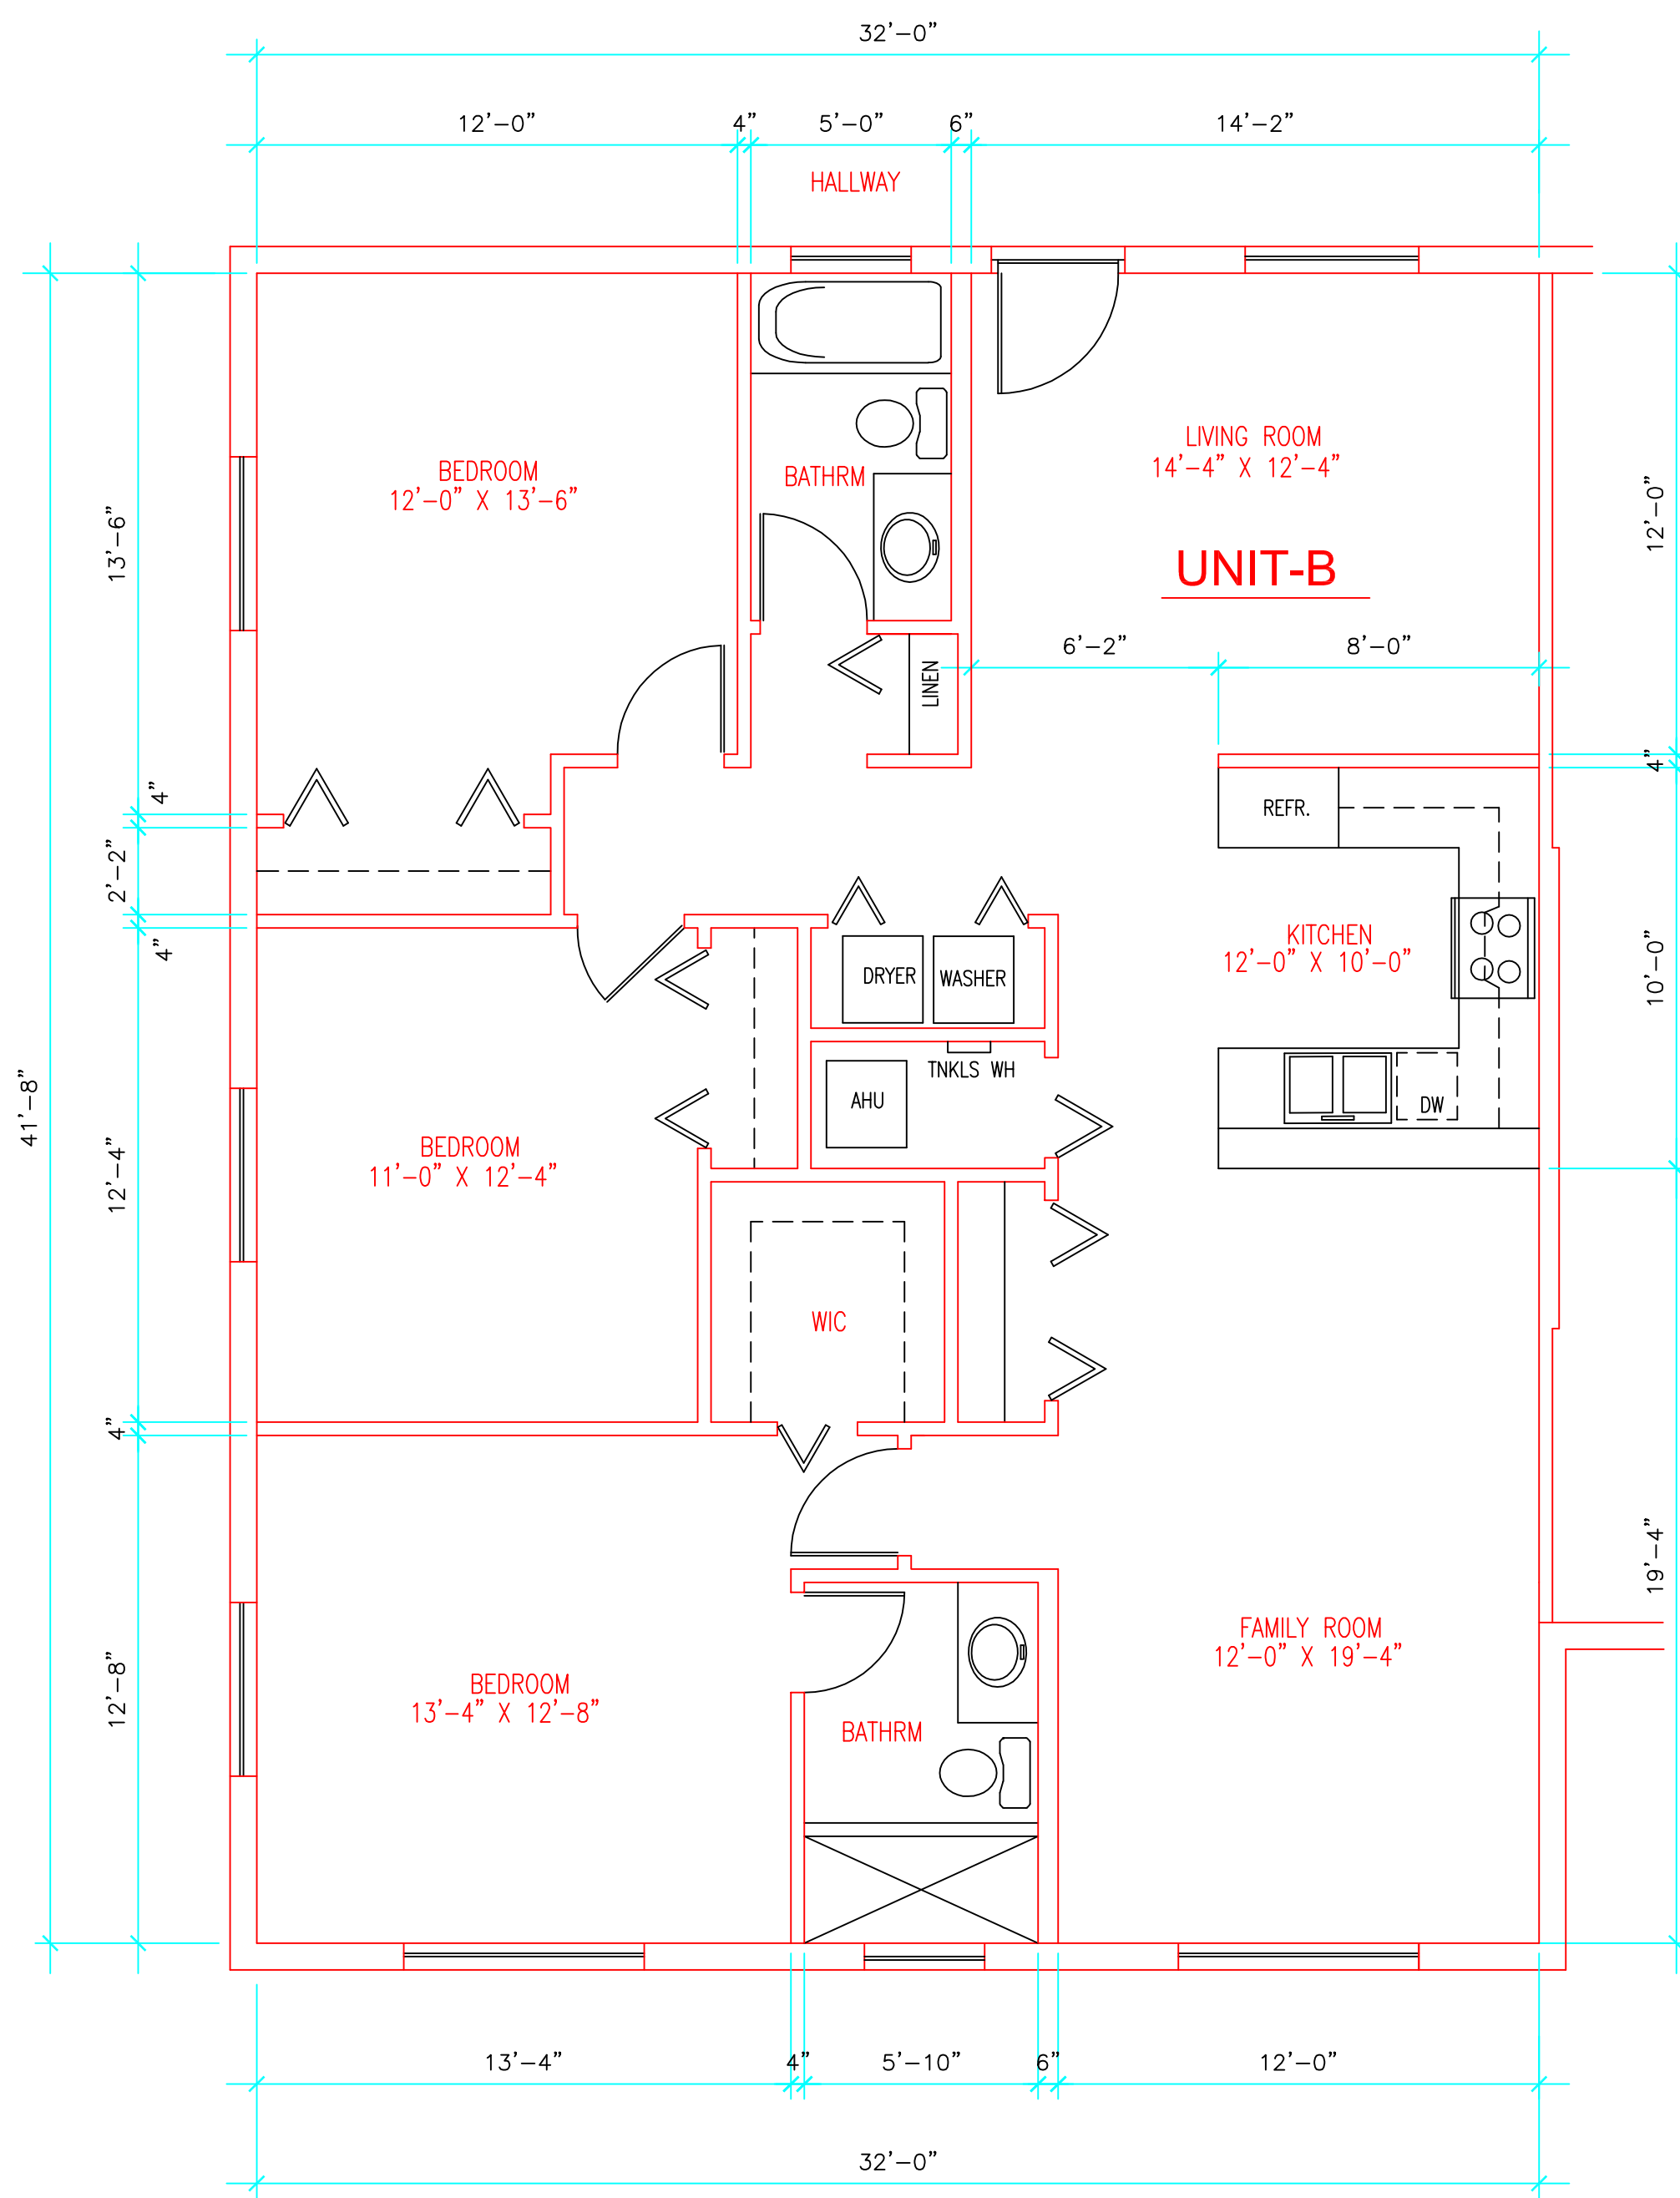 32'-0"
12'-0" 4" 5'-0" 6" 14'-2"
HALLWAY
LIVING ROOM
14'-4" X 12'-4"
BEDROOM
12'-0" X 13'-6"
BATHRM
UNIT-B
13'-6"
12'-0"
6'-2" 8'-0"
LINEN
4"
4"
REFR.
2'-2"
4"
KITCHEN
12'-0" X 10'-0"
10'-0"
DRYER WASHER
TNKLS WH
AHU
DW
41'-8"
BEDROOM
11'-0" X 12'-4"
12'-4"
WIC
4"
19'-4"
FAMILY ROOM
12'-0" X 19'-4"
BEDROOM
13'-4" X 12'-8"
12'-8"
BATHRM
13'-4" 4" 5'-10" 6" 12'-0"
32'-0"